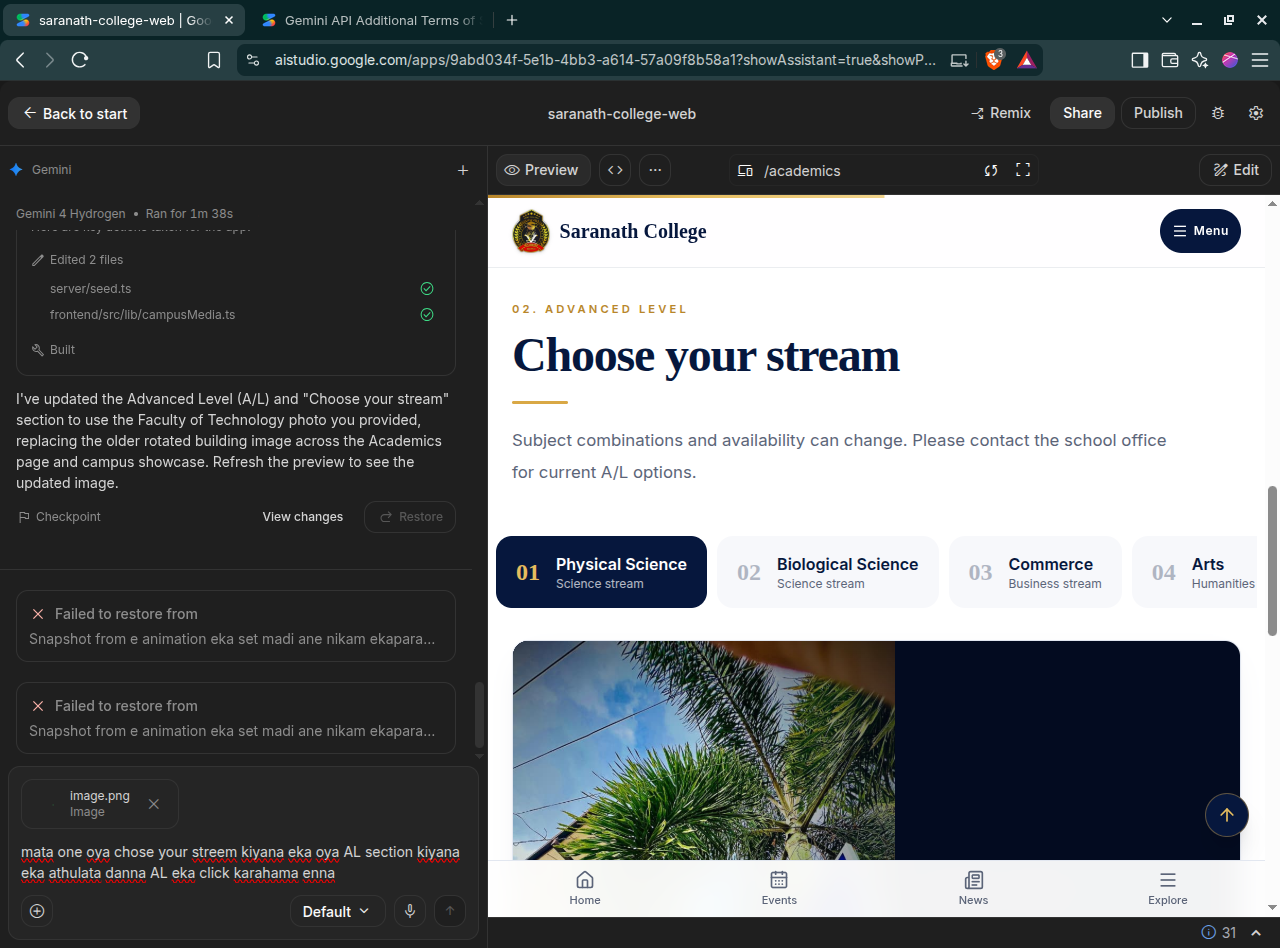 saranath-college-web | Goo
Gemini API Additional Terms of
aistudio.google.com/apps/9abd034f-5e1b-4bb3-a614-57a09f8b58a1?showAssistant=true&showP...
3
Back to start
saranath-college-web
Remix
Share
Publish
Gemini
Preview
/academics
Edit
Gemini 4 Hydrogen • Ran for 1m 38s
Here are key actions taken for the app:
Edited 2 files
server/seed.ts
frontend/src/lib/campusMedia.ts
Built
I've updated the Advanced Level (A/L) and "Choose your stream"
section to use the Faculty of Technology photo you provided,
replacing the older rotated building image across the Academics
page and campus showcase. Refresh the preview to see the
updated image.
Checkpoint
View changes
Restore
Failed to restore from
Snapshot from e animation eka set madi ane nikam ekapara...
Failed to restore from
Snapshot from e animation eka set madi ane nikam ekapara...
image.png
Image
mata one oya chose your streem kiyana eka oya AL section kiyana
eka athulata danna AL eka click karahama enna
Default
Saranath College
Menu
02. ADVANCED LEVEL
Choose your stream
Subject combinations and availability can change. Please contact the school office
for current A/L options.
01 Physical Science
Science stream
02 Biological Science
Science stream
03 Commerce
Business stream
04 Arts
Humanities
Home
Events
News
Explore
31